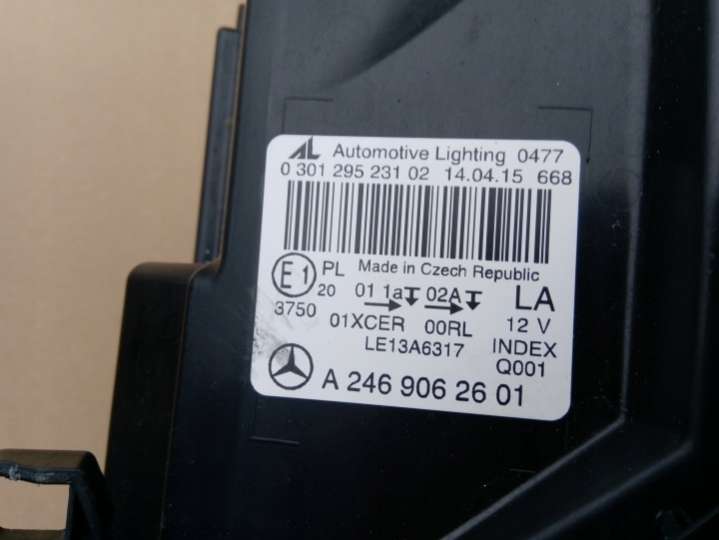 AL Automotive Lighting 0477
0 301 295 231 02 14.04.15 668
E1 PL Made in Czech Republic
20 01 1a 02A LA
3750 01XCER 00RL 12 V
LE13A6317 INDEX
Q001
A 246 906 26 01